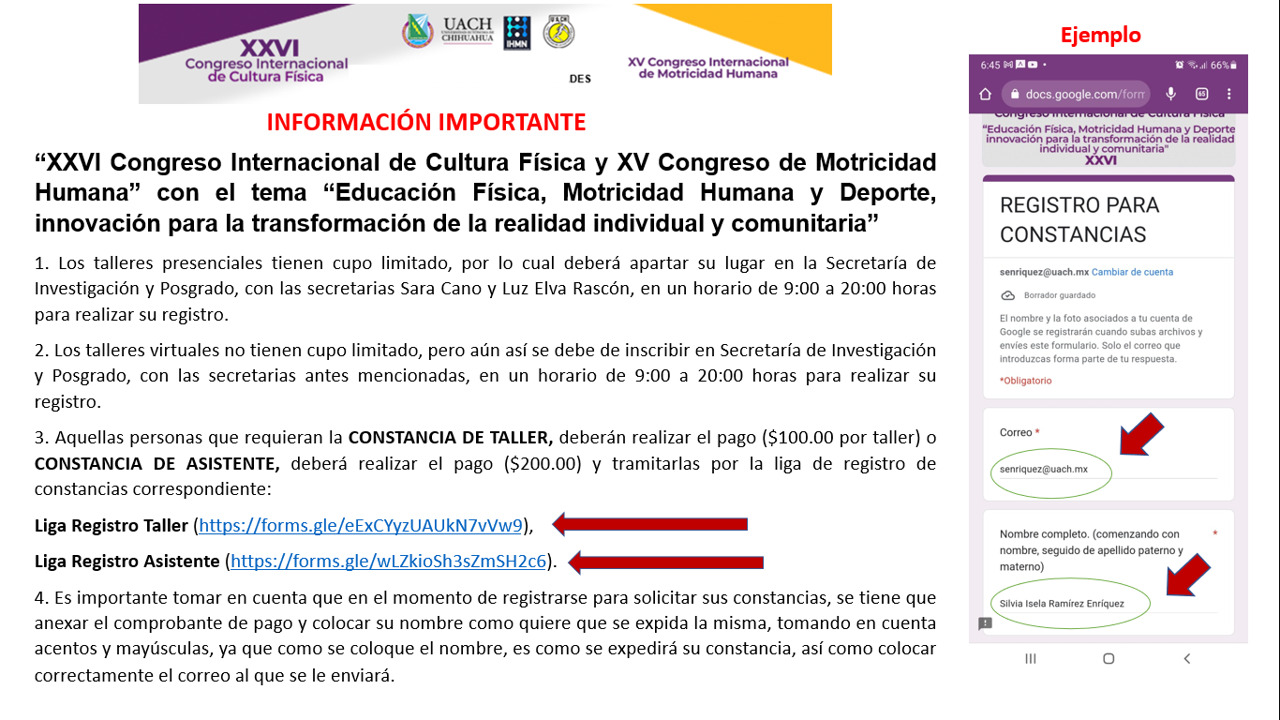 XXVI
Congreso Internacional
de Cultura Física
UACH
UNIVERSIDAD AUTÓNOMA DE
CHIHUAHUA
IHMN
DES
XV Congreso Internacional
de Motricidad Humana
INFORMACIÓN IMPORTANTE
“XXVI Congreso Internacional de Cultura Física y XV Congreso de Motricidad
Humana” con el tema “Educación Física, Motricidad Humana y Deporte,
innovación para la transformación de la realidad individual y comunitaria”
1. Los talleres presenciales tienen cupo limitado, por lo cual deberá apartar su lugar en la Secretaría de
Investigación y Posgrado, con las secretarias Sara Cano y Luz Elva Rascón, en un horario de 9:00 a 20:00 horas
para realizar su registro.
2. Los talleres virtuales no tienen cupo limitado, pero aún así se debe de inscribir en Secretaría de Investigación
y Posgrado, con las secretarias antes mencionadas, en un horario de 9:00 a 20:00 horas para realizar su
registro.
3. Aquellas personas que requieran la CONSTANCIA DE TALLER, deberán realizar el pago ($100.00 por taller) o
CONSTANCIA DE ASISTENTE, deberá realizar el pago ($200.00) y tramitarlas por la liga de registro de
constancias correspondiente:
Liga Registro Taller (https://forms.gle/eExCYyzUAUkN7vVw9),
Liga Registro Asistente (https://forms.gle/wLZkioSh3sZmSH2c6).
4. Es importante tomar en cuenta que en el momento de registrarse para solicitar sus constancias, se tiene que
anexar el comprobante de pago y colocar su nombre como quiere que se expida la misma, tomando en cuenta
acentos y mayúsculas, ya que como se coloque el nombre, es como se expedirá su constancia, así como colocar
correctamente el correo al que se le enviará.
Ejemplo
6:45
66%
docs.google.com/form
65
Congreso Internacional de Cultura Física
“Educación Física, Motricidad Humana y Deporte
innovación para la transformación de la realidad
individual y comunitaria"
XXVI
REGISTRO PARA
CONSTANCIAS
senriquez@uach.mx Cambiar de cuenta
Borrador guardado
El nombre y la foto asociados a tu cuenta de
Google se registrarán cuando subas archivos y
envíes este formulario. Solo el correo que
introduzcas forma parte de tu respuesta.
*Obligatorio
Correo *
senriquez@uach.mx
Nombre completo. (comenzando con *
nombre, seguido de apellido paterno y
materno)
Silvia Isela Ramírez Enríquez